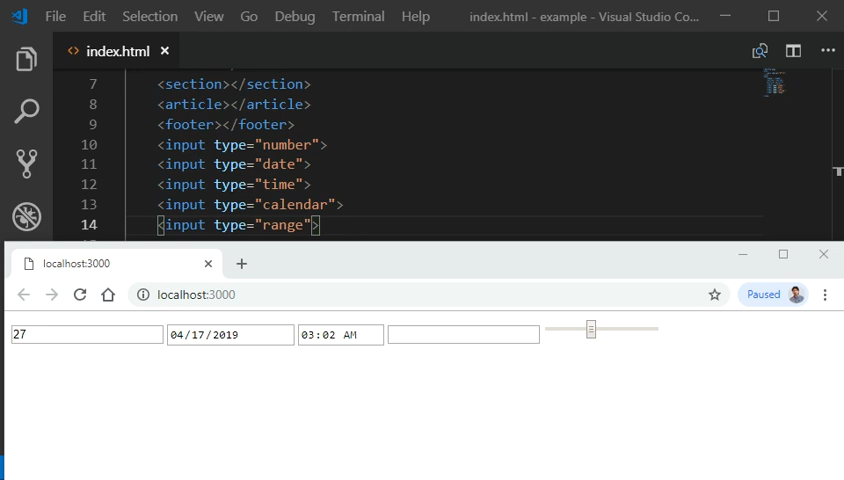 File Edit Selection View Go Debug Terminal Help index.html - example - Visual Studio Co...
<> index.html ×
7 <section></section>
8 <article></article>
9 <footer></footer>
10 <input type="number">
11 <input type="date">
12 <input type="time">
13 <input type="calendar">
14 <input type="range">
localhost:3000
localhost:3000 Paused
27 04/17/2019 03:02 AM